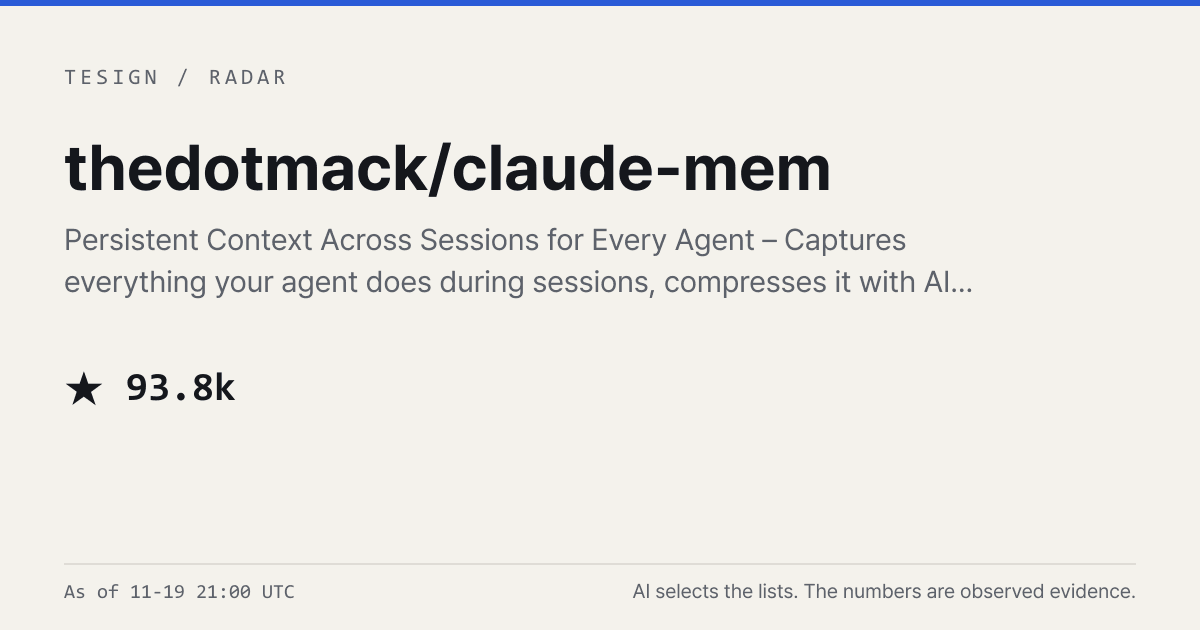 TESIGN / RADAR
thedotmack/claude-mem
Persistent Context Across Sessions for Every Agent – Captures
everything your agent does during sessions, compresses it with AI…
★ 93.8k
As of 11-19 21:00 UTC
AI selects the lists. The numbers are observed evidence.